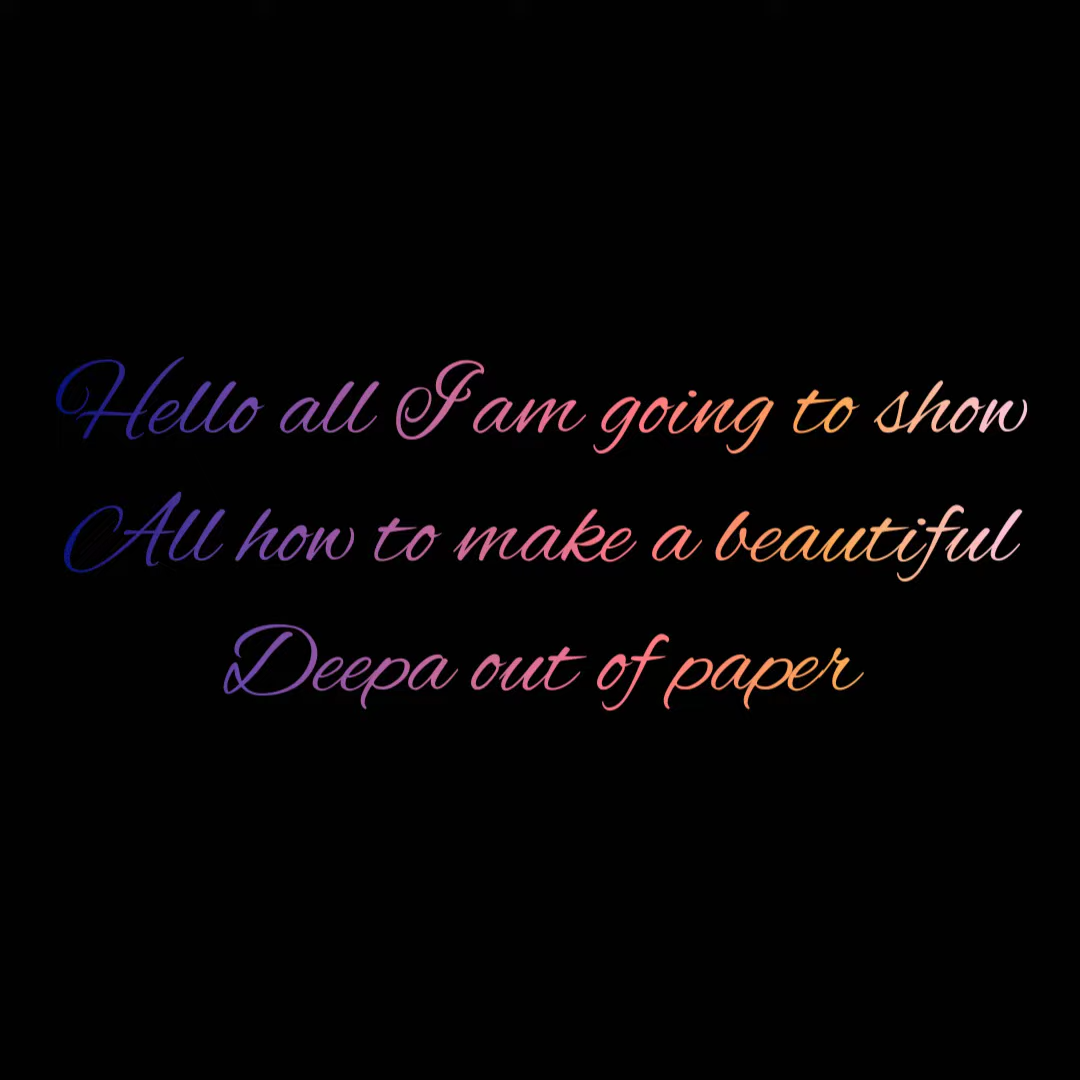 Hello all I am going to show
All how to make a beautiful
Deepa out of paper